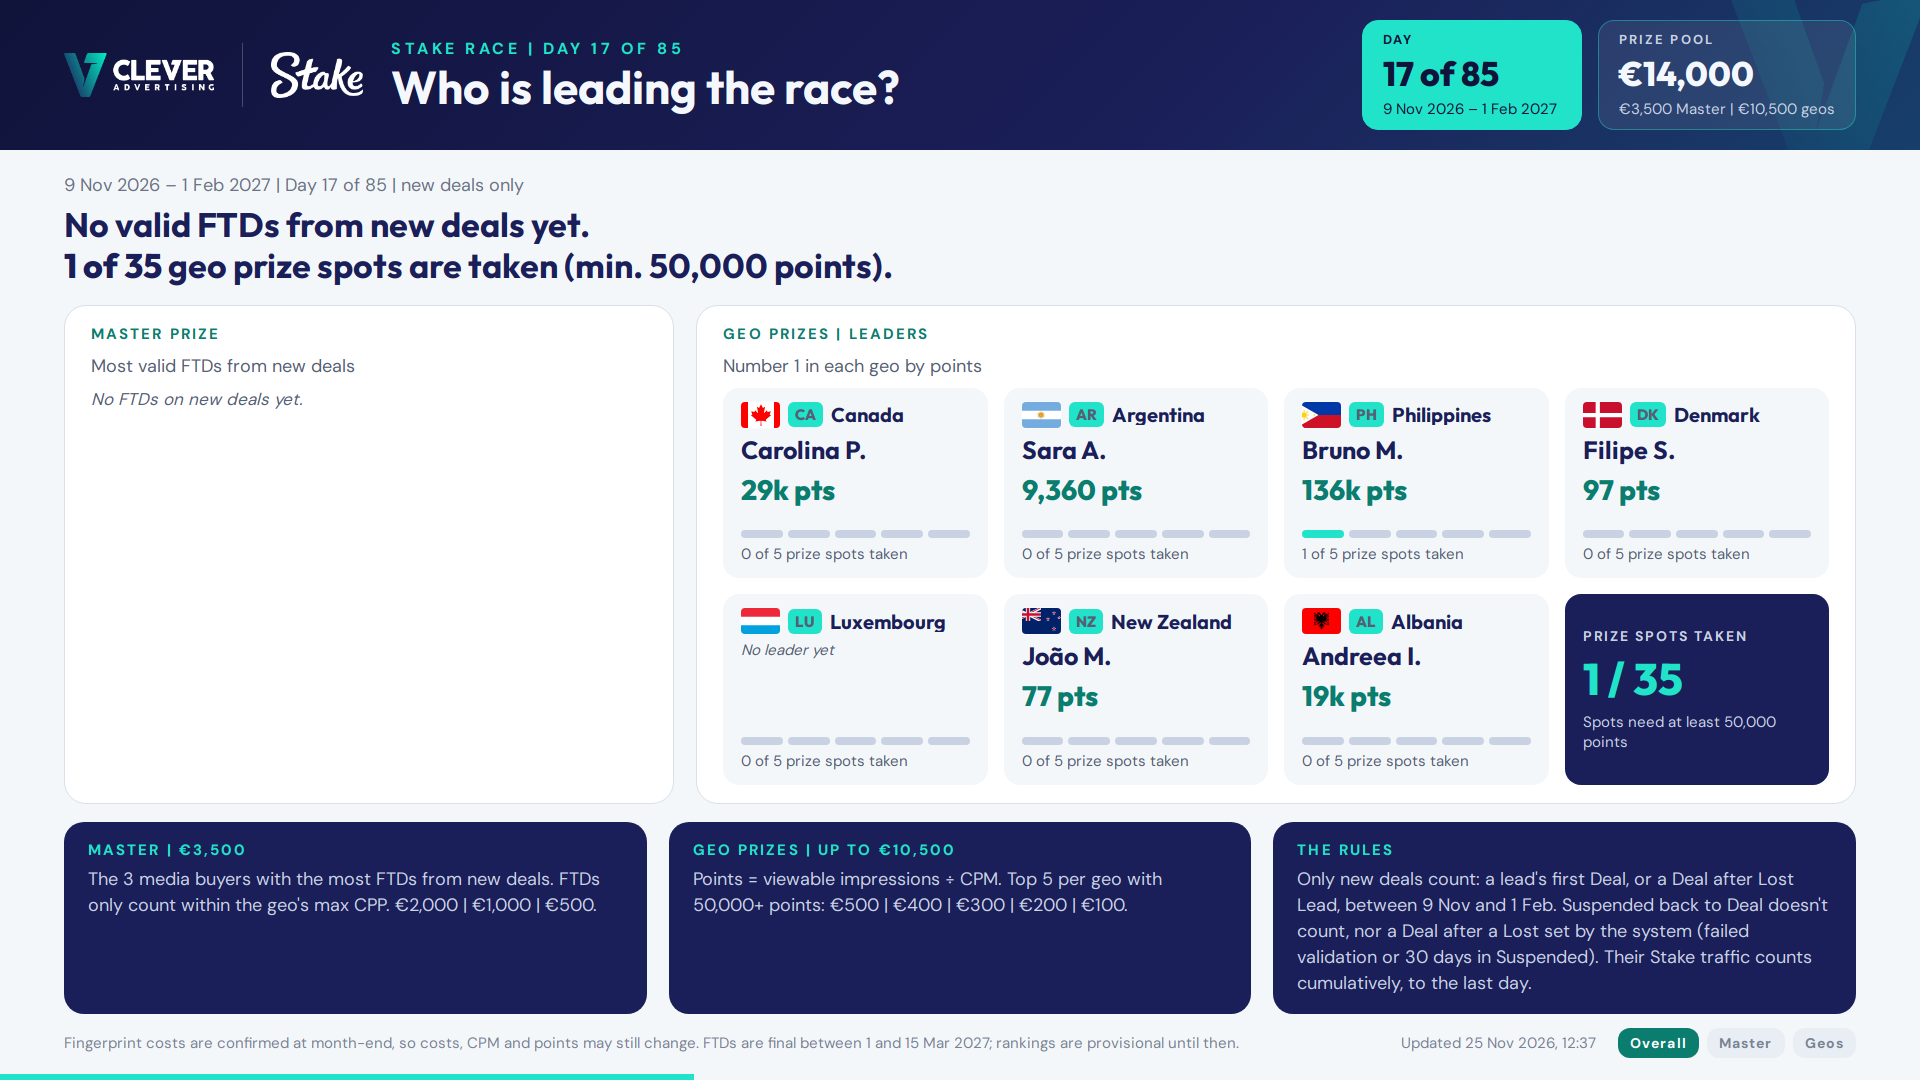 CLEVER
ADVERTISING
Stake
STAKE RACE | DAY 17 OF 85
Who is leading the race?
DAY
17 of 85
9 Nov 2026 – 1 Feb 2027
PRIZE POOL
€14,000
€3,500 Master | €10,500 geos
9 Nov 2026 – 1 Feb 2027 | Day 17 of 85 | new deals only
No valid FTDs from new deals yet.
1 of 35 geo prize spots are taken (min. 50,000 points).
MASTER PRIZE
Most valid FTDs from new deals
No FTDs on new deals yet.
GEO PRIZES | LEADERS
Number 1 in each geo by points
CA Canada
Carolina P.
29k pts
0 of 5 prize spots taken
AR Argentina
Sara A.
9,360 pts
0 of 5 prize spots taken
PH Philippines
Bruno M.
136k pts
1 of 5 prize spots taken
DK Denmark
Filipe S.
97 pts
0 of 5 prize spots taken
LU Luxembourg
No leader yet
0 of 5 prize spots taken
NZ New Zealand
João M.
77 pts
0 of 5 prize spots taken
AL Albania
Andreea I.
19k pts
0 of 5 prize spots taken
PRIZE SPOTS TAKEN
1 / 35
Spots need at least 50,000
points
MASTER | €3,500
The 3 media buyers with the most FTDs from new deals. FTDs
only count within the geo's max CPP. €2,000 | €1,000 | €500.
GEO PRIZES | UP TO €10,500
Points = viewable impressions ÷ CPM. Top 5 per geo with
50,000+ points: €500 | €400 | €300 | €200 | €100.
THE RULES
Only new deals count: a lead's first Deal, or a Deal after Lost
Lead, between 9 Nov and 1 Feb. Suspended back to Deal doesn't
count, nor a Deal after a Lost set by the system (failed
validation or 30 days in Suspended). Their Stake traffic counts
cumulatively, to the last day.
Fingerprint costs are confirmed at month-end, so costs, CPM and points may still change. FTDs are final between 1 and 15 Mar 2027; rankings are provisional until then.
Updated 25 Nov 2026, 12:37
Overall
Master
Geos